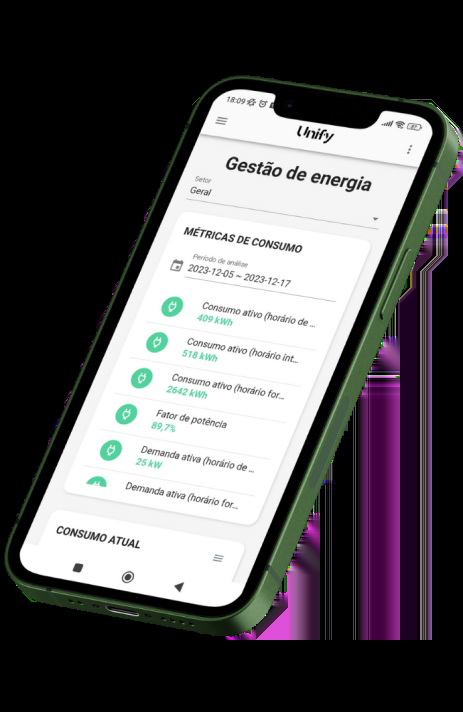 18:09
87
Unify
Gestão de energia
Setor
Geral
MÉTRICAS DE CONSUMO
Período de análise
2023-12-05 ~ 2023-12-17
Consumo ativo (horário de ...
409 kWh
Consumo ativo (horário int...
518 kWh
Consumo ativo (horário for...
2642 kWh
Fator de potência
89,7%
Demanda ativa (horário de ...
25 kW
Demanda ativa (horário for...
CONSUMO ATUAL